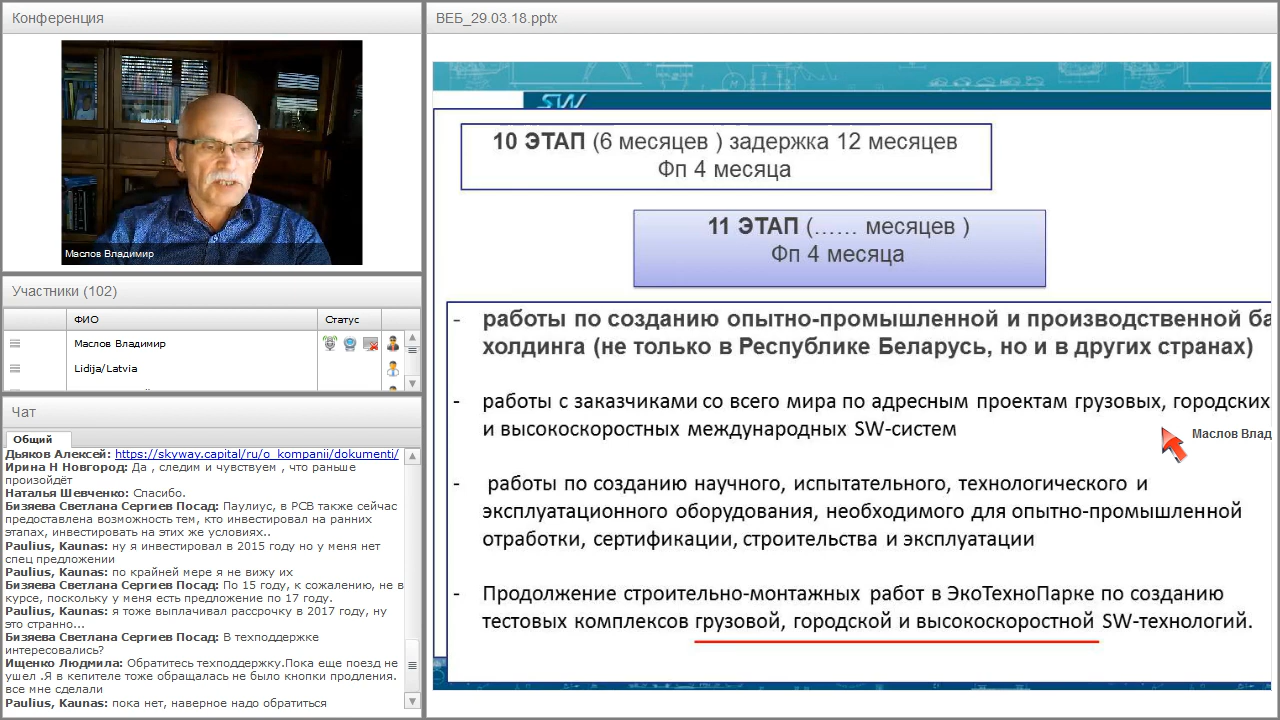 Конференция
Маслов Владимир
Участники (102)
ФИО
Статус
Маслов Владимир
Lidija/Latvia
Чат
Общий
Дьяков Алексей: https://skyway.capital/ru/o_kompanii/dokumenti/
Ирина Н Новгород: Да , следим и чувствуем , что раньше
произойдёт
Наталья Шевченко: Спасибо.
Бизяева Светлана Сергиев Посад: Паулиус, в РСВ также сейчас
предоставлена возможность тем, кто инвестировал на ранних
этапах, инвестировать на этих же условиях..
Paulius, Kaunas: ну я инвестировал в 2015 году но у меня нет
спец предложении
Paulius, Kaunas: по крайней мере я не вижу их
Бизяева Светлана Сергиев Посад: По 15 году, к сожалению, не в
курсе, поскольку у меня есть предложение по 17 году.
Paulius, Kaunas: я тоже выплачивал рассрочку в 2017 году, ну
это странно...
Бизяева Светлана Сергиев Посад: В техподдержке
интересовались?
Ищенко Людмила: Обратитесь техподдержку.Пока еще поезд не
ушел .Я в кепителе тоже обращалась не было кнопки продления.
все мне сделали
Paulius, Kaunas: пока нет, наверное надо обратиться
ВЕБ_29.03.18.pptx
SW
10 ЭТАП (6 месяцев ) задержка 12 месяцев
Фп 4 месяца
11 ЭТАП (…… месяцев )
Фп 4 месяца
- работы по созданию опытно-промышленной и производственной ба
холдинга (не только в Республике Беларусь, но и в других странах)
- работы с заказчиками со всего мира по адресным проектам грузовых, городских
и высокоскоростных международных SW-систем
Маслов Влад
- работы по созданию научного, испытательного, технологического и
эксплуатационного оборудования, необходимого для опытно-промышленной
отработки, сертификации, строительства и эксплуатации
- Продолжение строительно-монтажных работ в ЭкоТехноПарке по созданию
тестовых комплексов грузовой, городской и высокоскоростной SW-технологий.